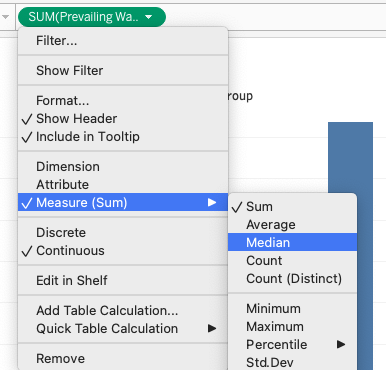 SUM(Prevailing Wa..
Filter...
Show Filter
Format...
Show Header
Include in Tooltip
Dimension
Attribute
Measure (Sum)
Discrete
Continuous
Edit in Shelf
Add Table Calculation...
Quick Table Calculation
Remove
roup
Sum
Average
Median
Count
Count (Distinct)
Minimum
Maximum
Percentile
Std.Dev